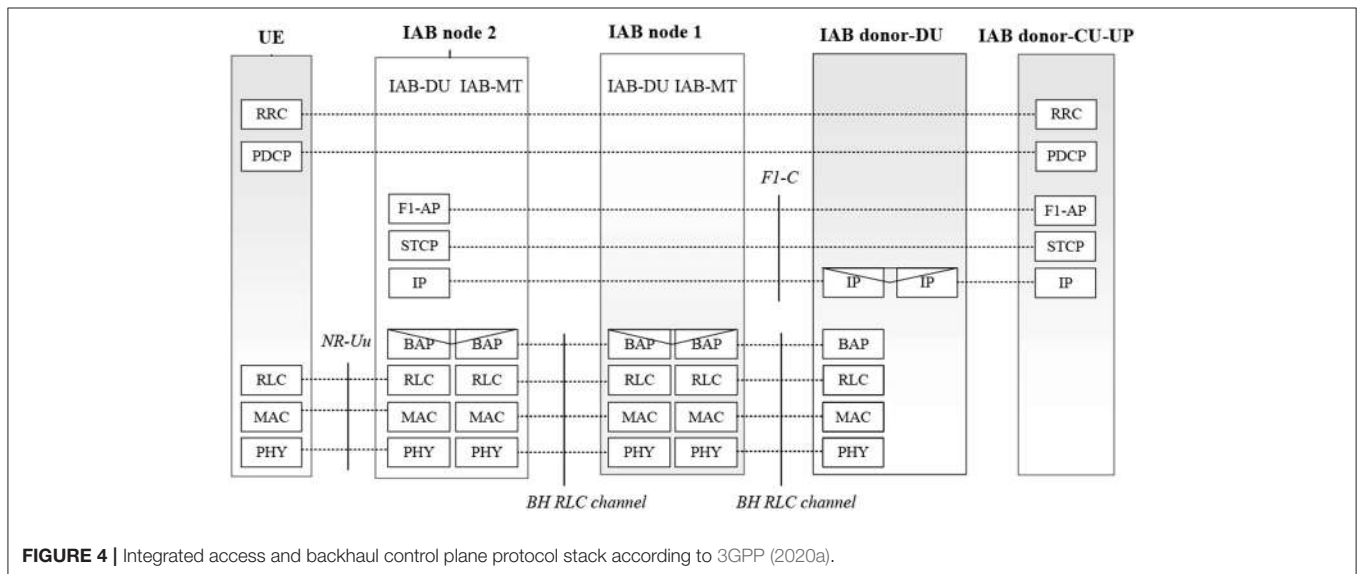 UE IAB node 2 IAB node 1 IAB donor-DU IAB donor-CU-UP
IAB-DU IAB-MT IAB-DU IAB-MT
RRC RRC
PDCP PDCP
F1-C
F1-AP F1-AP
STCP STCP
IP IP IP IP
NR-Uu BAP BAP BAP BAP BAP
RLC RLC RLC RLC RLC RLC
MAC MAC MAC MAC MAC MAC
PHY PHY PHY PHY PHY PHY
BH RLC channel BH RLC channel
FIGURE 4 | Integrated access and backhaul control plane protocol stack according to 3GPP (2020a).